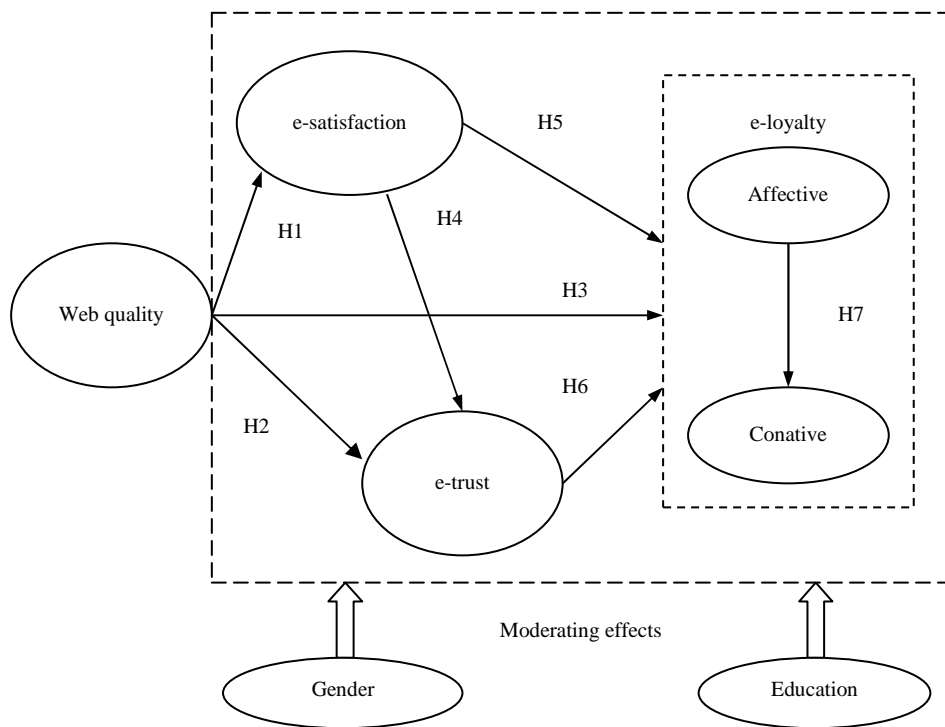 e-satisfaction
H5
e-loyalty
Affective
H1
H4
Web quality
H3
H7
H2
H6
Conative
e-trust
Moderating effects
Gender
Education